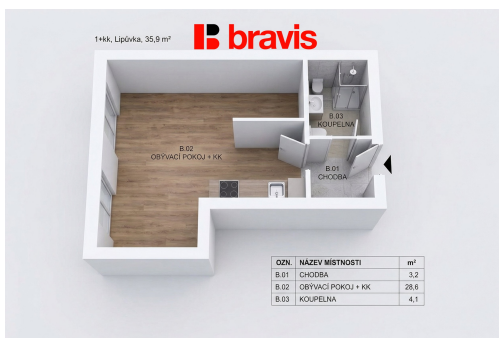 1+kk, Lipůvka, 35,9 m²
bravis
B.03
KOUPELNA
B.02
OBÝVACÍ POKOJ + KK
B.01
CHODBA
OZN. NÁZEV MÍSTNOSTI m²
B.01 CHODBA 3,2
B.02 OBÝVACÍ POKOJ + KK 28,6
B.03 KOUPELNA 4,1